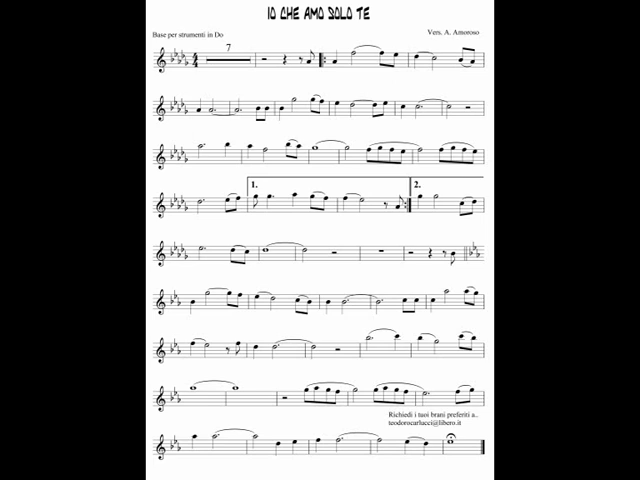 IO CHE AMO SOLO TE
Base per strumenti in Do
Vers. A. Amoroso
7
1.
2.
Richiedi i tuoi brani preferiti a..
teodorocarlucci@libero.it